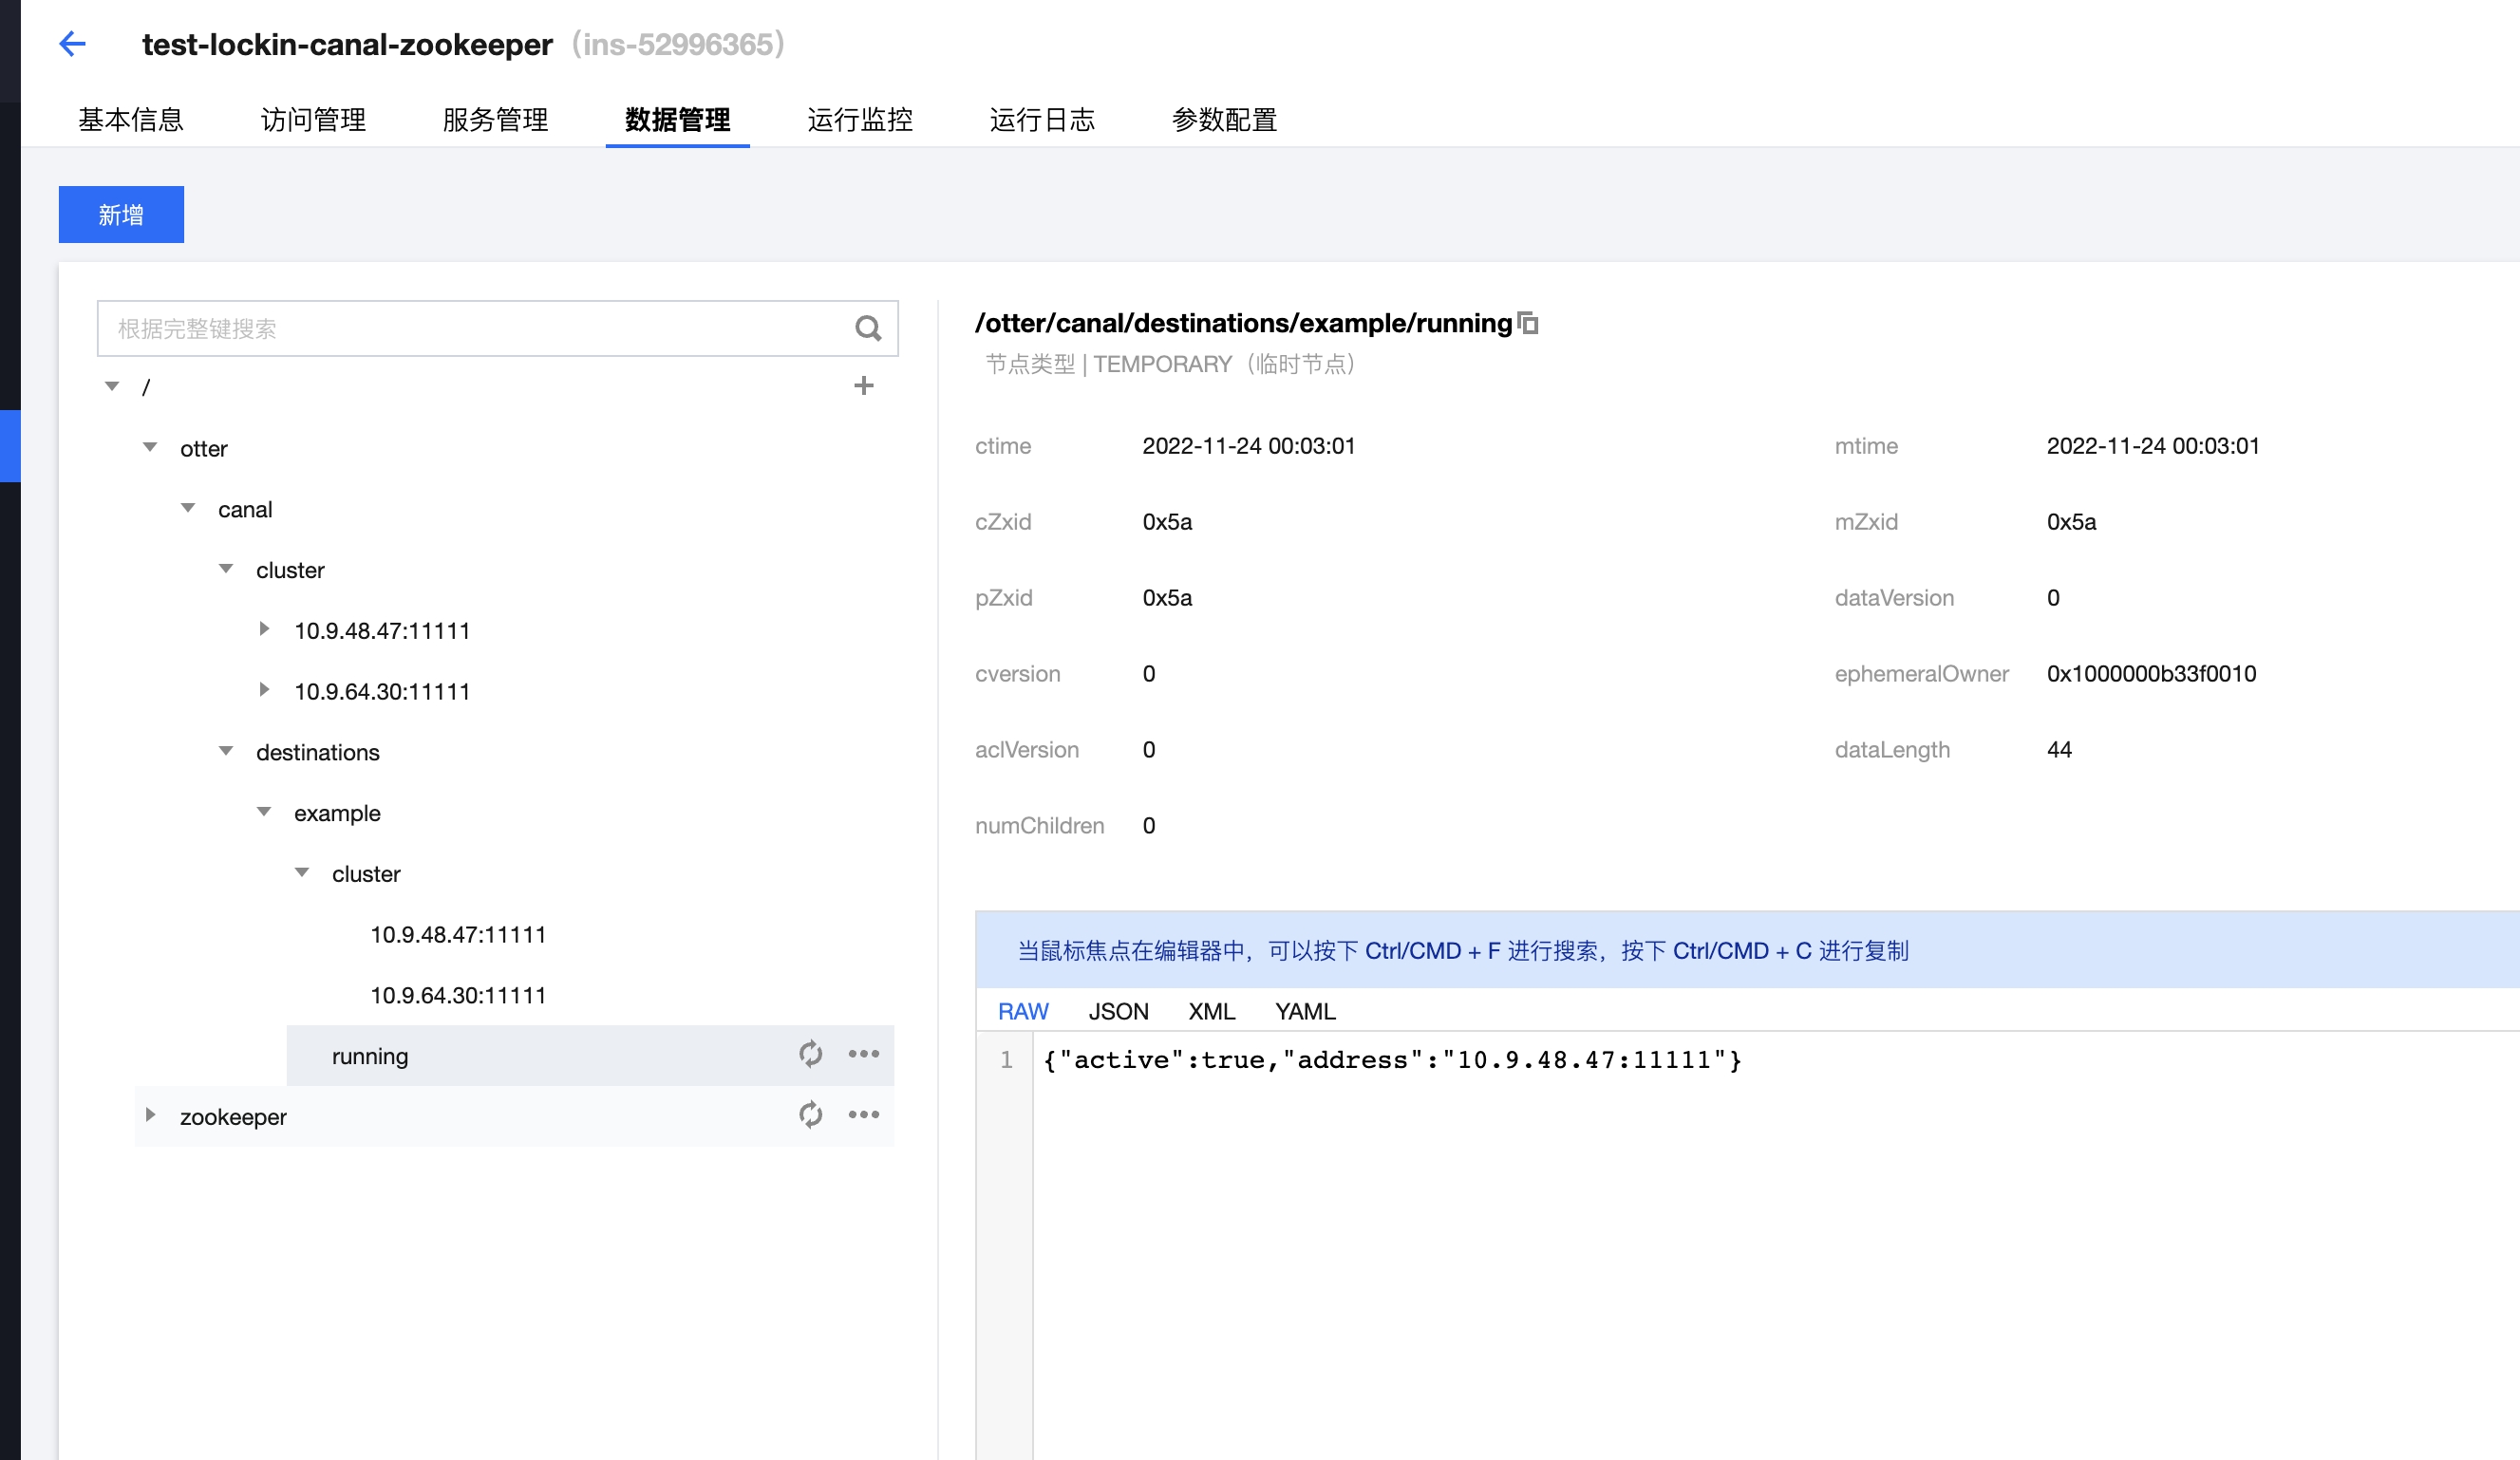 test-lockin-canal-zookeeper（ins-52996365）
基本信息 访问管理 服务管理 数据管理 运行监控 运行日志 参数配置
新增
根据完整键搜索
/
otter
canal
cluster
10.9.48.47:11111
10.9.64.30:11111
destinations
example
cluster
10.9.48.47:11111
10.9.64.30:11111
running
zookeeper
/otter/canal/destinations/example/running
节点类型 | TEMPORARY（临时节点）
ctime 2022-11-24 00:03:01 mtime 2022-11-24 00:03:01
cZxid 0x5a mZxid 0x5a
pZxid 0x5a dataVersion 0
cversion 0 ephemeralOwner 0x1000000b33f0010
aclVersion 0 dataLength 44
numChildren 0
当鼠标焦点在编辑器中，可以按下 Ctrl/CMD + F 进行搜索，按下 Ctrl/CMD + C 进行复制
RAW JSON XML YAML
1 {"active":true,"address":"10.9.48.47:11111"}